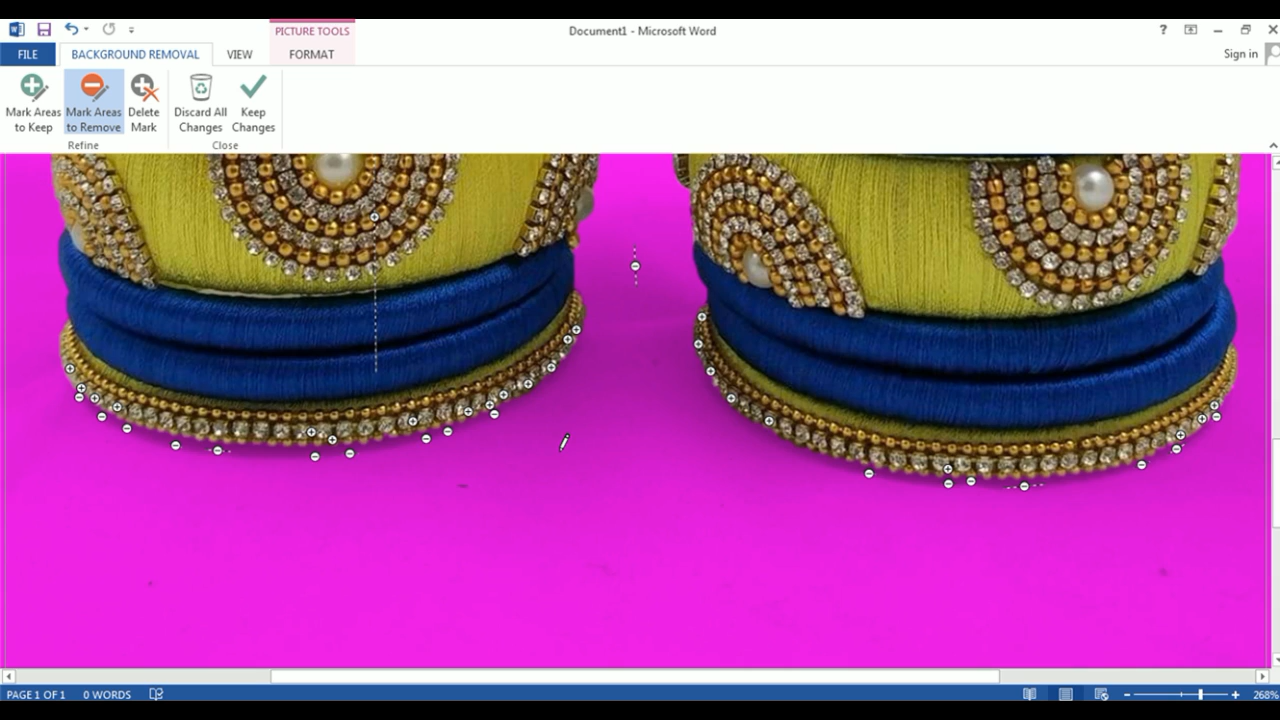 Document1 - Microsoft Word
PICTURE TOOLS
FILE
BACKGROUND REMOVAL
VIEW
FORMAT
Sign in
Mark Areas
to Keep
Mark Areas
to Remove
Delete
Mark
Discard All
Changes
Keep
Changes
Refine
Close
PAGE 1 OF 1
0 WORDS
268%